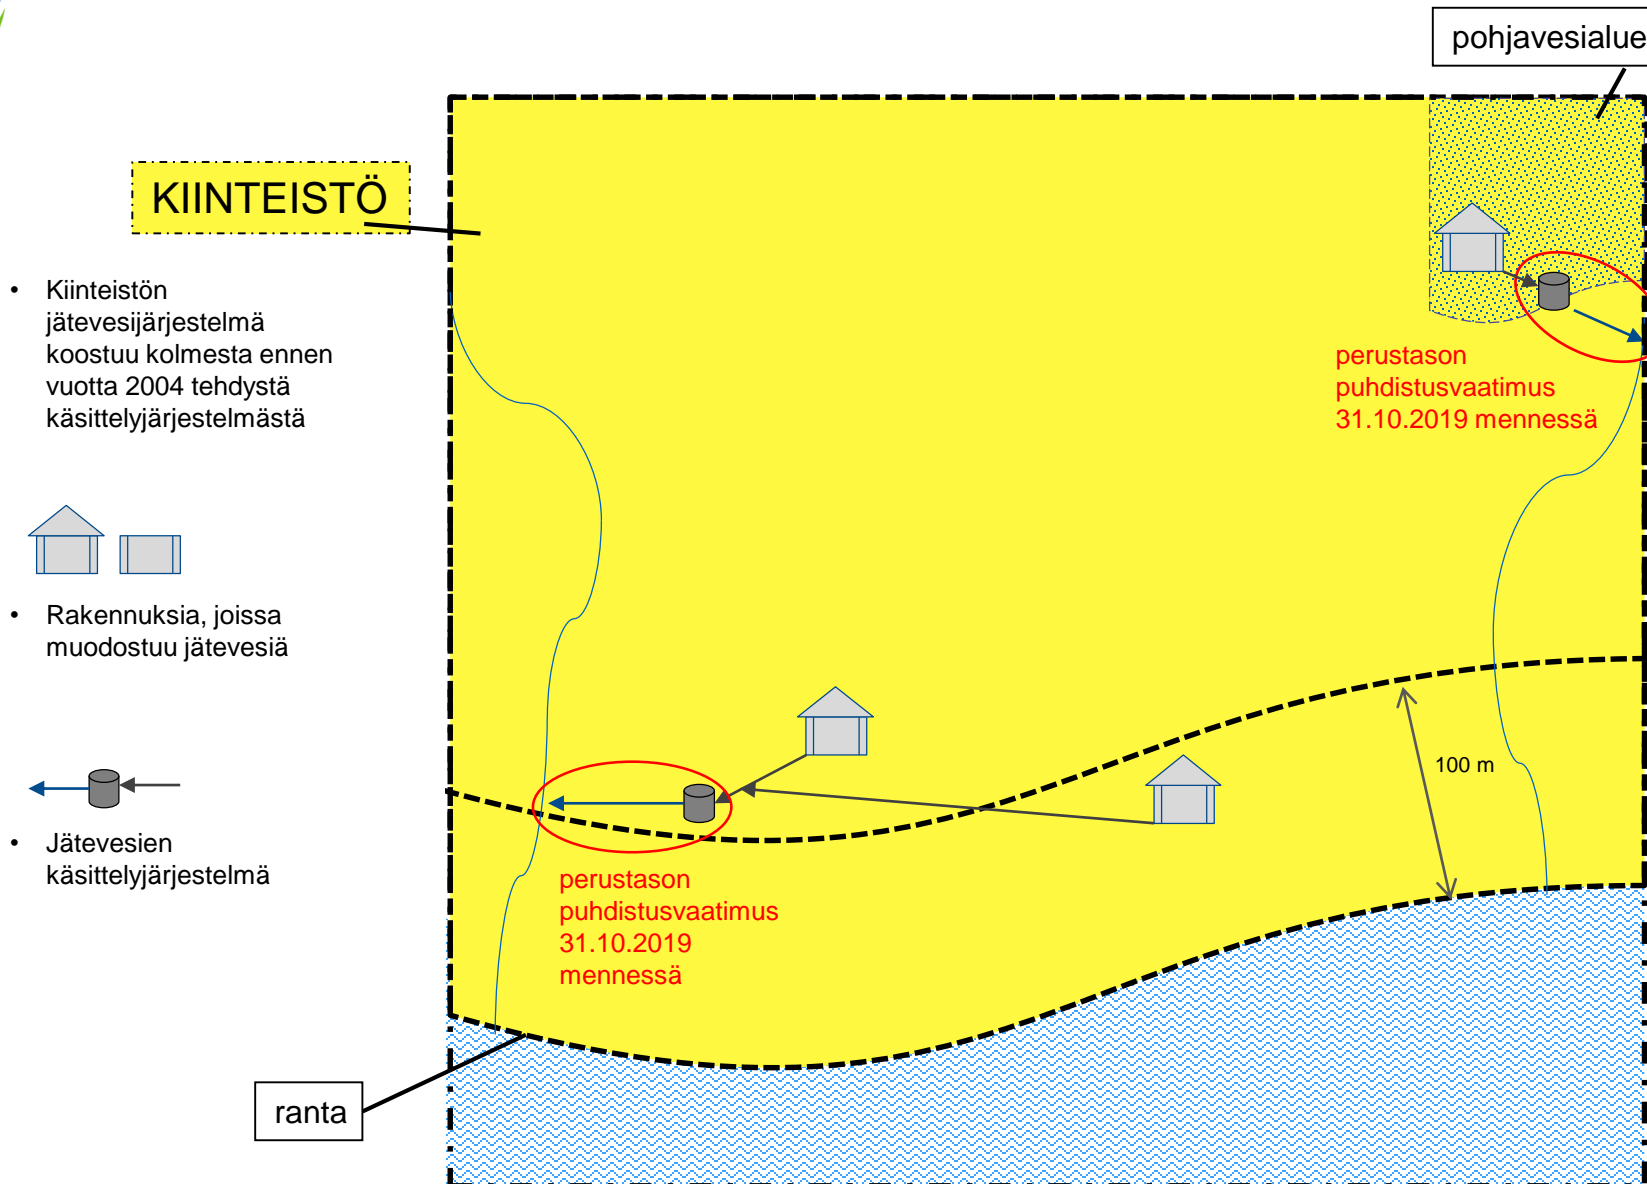 pohjavesialue
KIINTEISTÖ
• Kiinteistön
jätevesijärjestelmä
koostuu kolmesta ennen
vuotta 2004 tehdystä
käsittelyjärjestelmästä
perustason
puhdistusvaatimus
31.10.2019 mennessä
• Rakennuksia, joissa
muodostuu jätevesiä
100 m
• Jätevesien
käsittelyjärjestelmä
perustason
puhdistusvaatimus
31.10.2019
mennessä
ranta